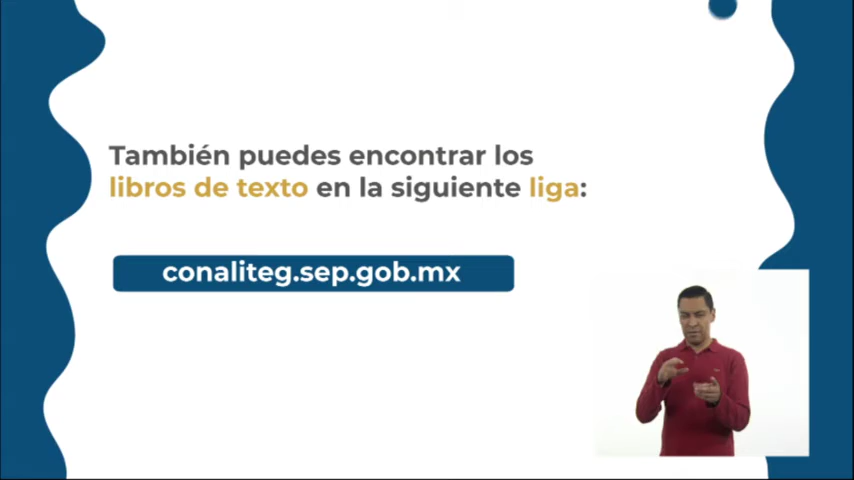 También puedes encontrar los
libros de texto en la siguiente liga:
conaliteg.sep.gob.mx